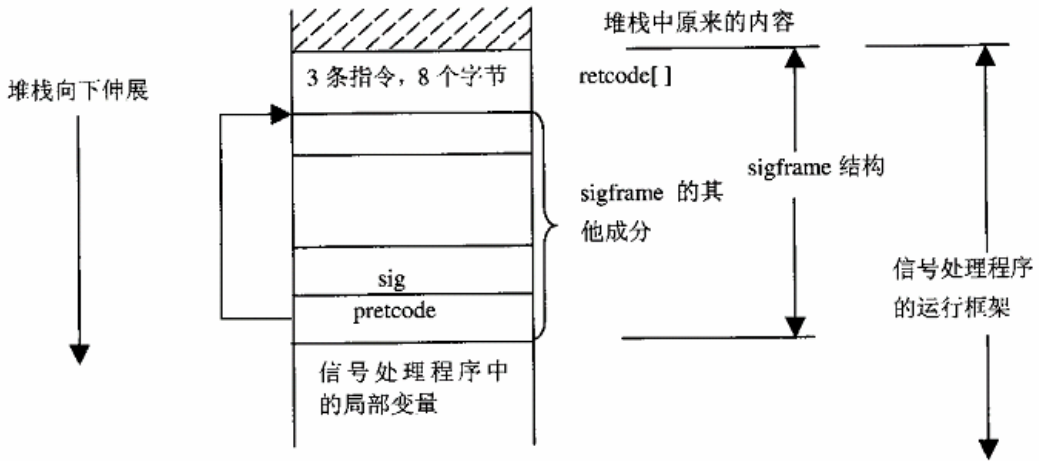 堆栈中原来的内容
3 条指令，8 个字节
retcode[ ]
堆栈向下伸展
sigframe 结构
sigframe 的其
他成分
sig
pretcode
信号处理程序
的运行框架
信号处理程序中
的局部变量